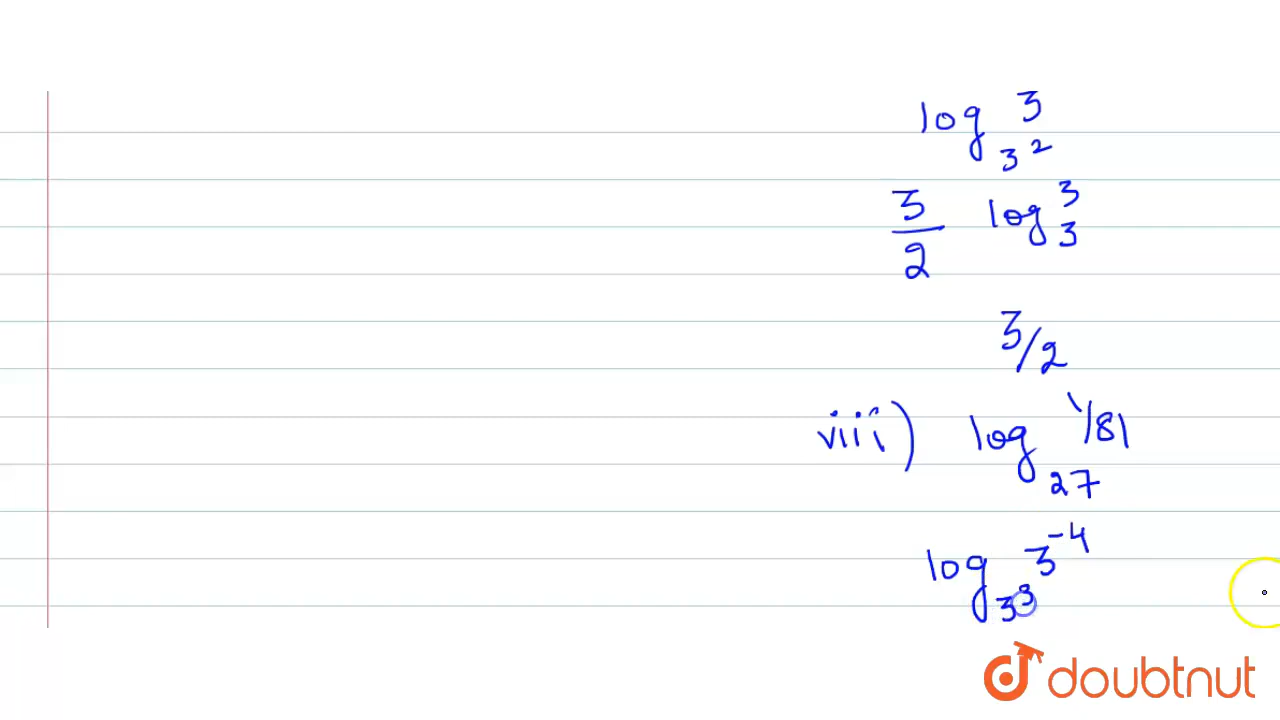 log_{3^2} 3
3/2 log_3 3
3/2
viii) log_{27} 1/81
log_{3^3} 3^{-4}
doubtnut